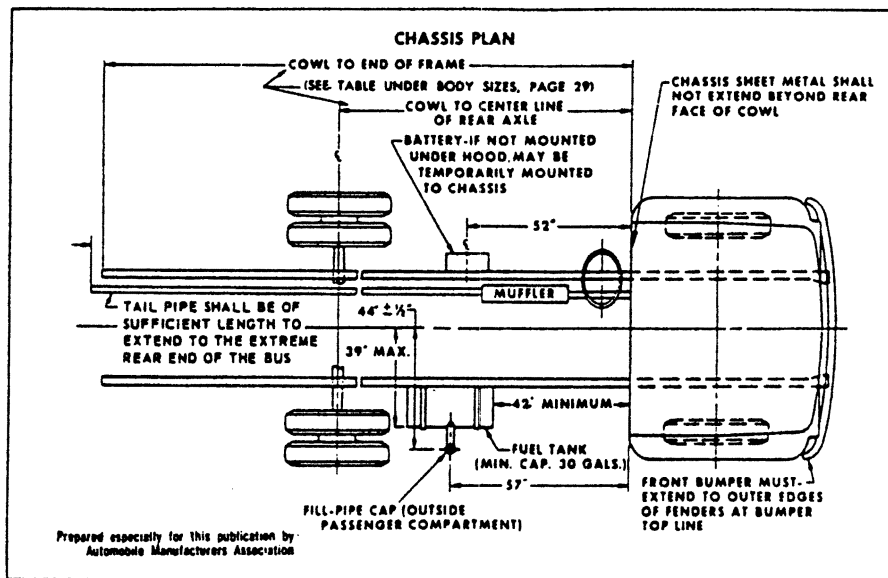 CHASSIS PLAN
COWL TO END OF FRAME
(SEE TABLE UNDER BODY SIZES, PAGE 29)
COWL TO CENTER LINE
OF REAR AXLE
CHASSIS SHEET METAL SHALL
NOT EXTEND BEYOND REAR
FACE OF COWL
BATTERY-IF NOT MOUNTED
UNDER HOOD, MAY BE
TEMPORARILY MOUNTED
TO CHASSIS
℄
52"
℄
MUFFLER
TAIL PIPE SHALL BE OF
SUFFICIENT LENGTH TO
EXTEND TO THE EXTREME
REAR END OF THE BUS
44" ± ½"
39" MAX.
42" MINIMUM
FUEL TANK
(MIN. CAP. 30 GALS.)
57"
FILL-PIPE CAP (OUTSIDE
PASSENGER COMPARTMENT)
FRONT BUMPER MUST-
EXTEND TO OUTER EDGES
OF FENDERS AT BUMPER
TOP LINE
Prepared especially for this publication by
Automobile Manufacturers Association